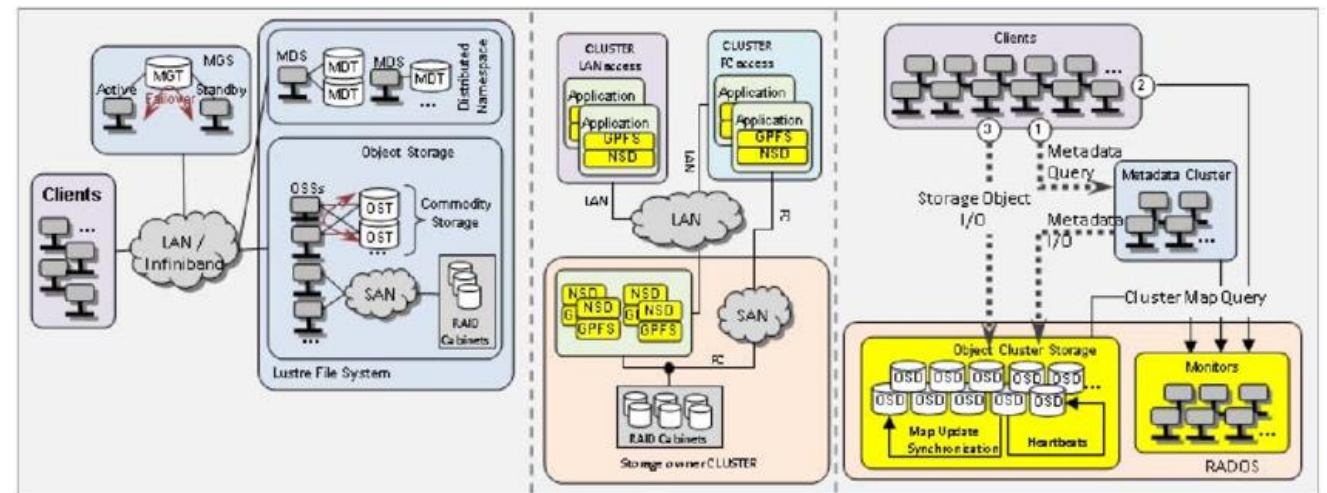 MGS
MGT
Active
Standby
Failover
Clients
...
LAN /
Infiniband
MDS
MDT
MDT
MDS
MDT
...
Distributed
Namespace
Object Storage
OSSs
OST
OST
...
Commodity
Storage
...
SAN
RAID
Cabinets
Lustre File System
CLUSTER
LAN access
Application
Application
GPFS
NSD
CLUSTER
FC access
Application
Application
GPFS
NSD
LAN
LAN
LAN
FC
NSD
NSD
GPFS
NSD
NSD
GPFS
SAN
FC
RAID Cabinets
Storage owner CLUSTER
Clients
...
2
3
1
Metadata
Query
Metadata Cluster
...
Storage Object
I/O
Metadata
I/O
Cluster Map Query
Object Cluster Storage
OSD
OSD
OSD
OSD
OSD
...
OSD
OSD
OSD
OSD
OSD
Map Update
Synchronization
Heartbeats
Monitors
...
RADOS